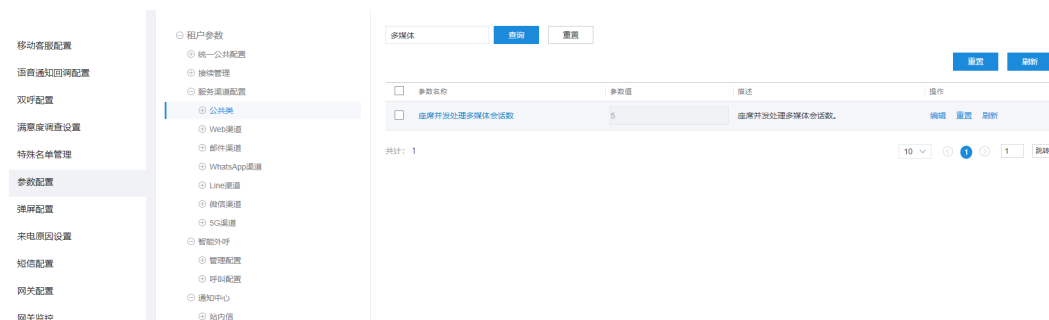 移动客服配置
语音通知回调配置
双呼配置
满意度调查设置
特殊名单管理
参数配置
弹屏配置
来电原因设置
短信配置
网关配置
网关监控
租户参数
统一公共配置
接续管理
服务渠道配置
公共类
Web渠道
邮件渠道
WhatsApp渠道
Line渠道
微信渠道
5G渠道
智能外呼
管理配置
呼叫配置
通知中心
站内信
多媒体 查询 重置
重置 刷新
参数名称 参数值 描述 操作
座席并发处理多媒体会话数 5 座席并发处理多媒体会话数。 编辑 重置 刷新
共计: 1 10 1 1 跳转